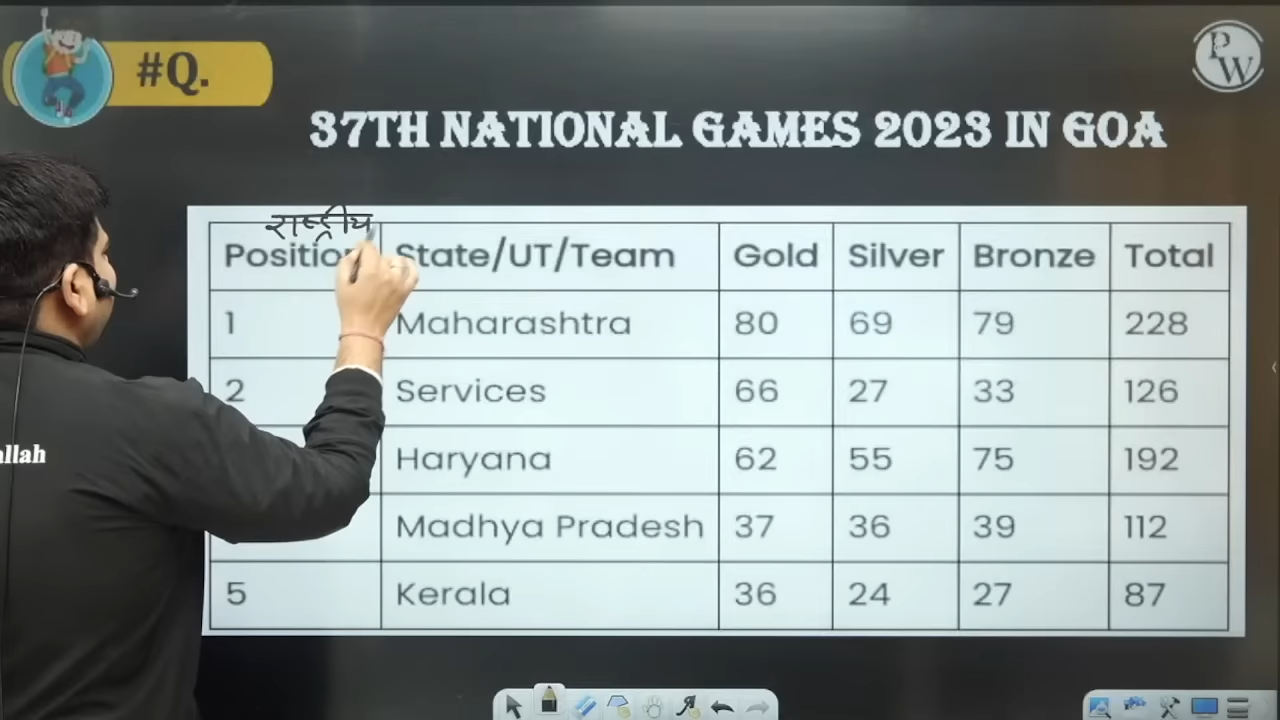 #Q.
PW
37TH NATIONAL GAMES 2023 IN GOA
राष्ट्रीय
Position State/UT/Team Gold Silver Bronze Total
1 Maharashtra 80 69 79 228
2 Services 66 27 33 126
Haryana 62 55 75 192
allah
Madhya Pradesh 37 36 39 112
5 Kerala 36 24 27 87